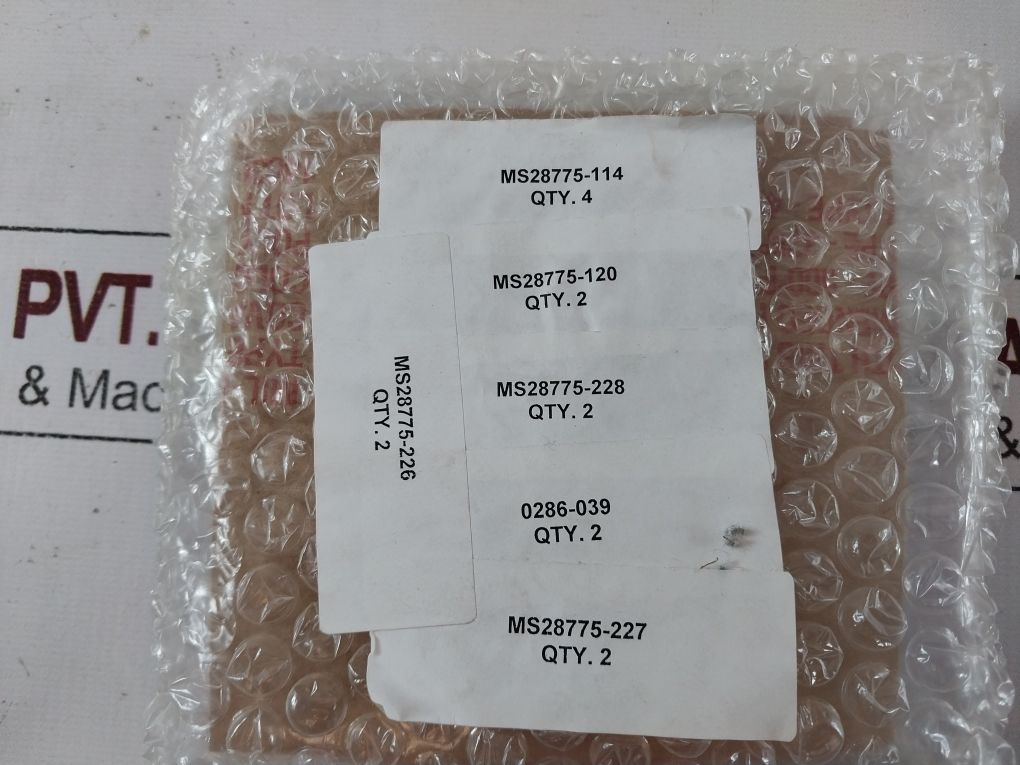 MS28775-114
QTY. 4
MS28775-120
QTY. 2
MS28775-228
QTY. 2
0286-039
QTY. 2
MS28775-227
QTY. 2
MS28775-226
QTY. 2
PVT.
& Mac
&